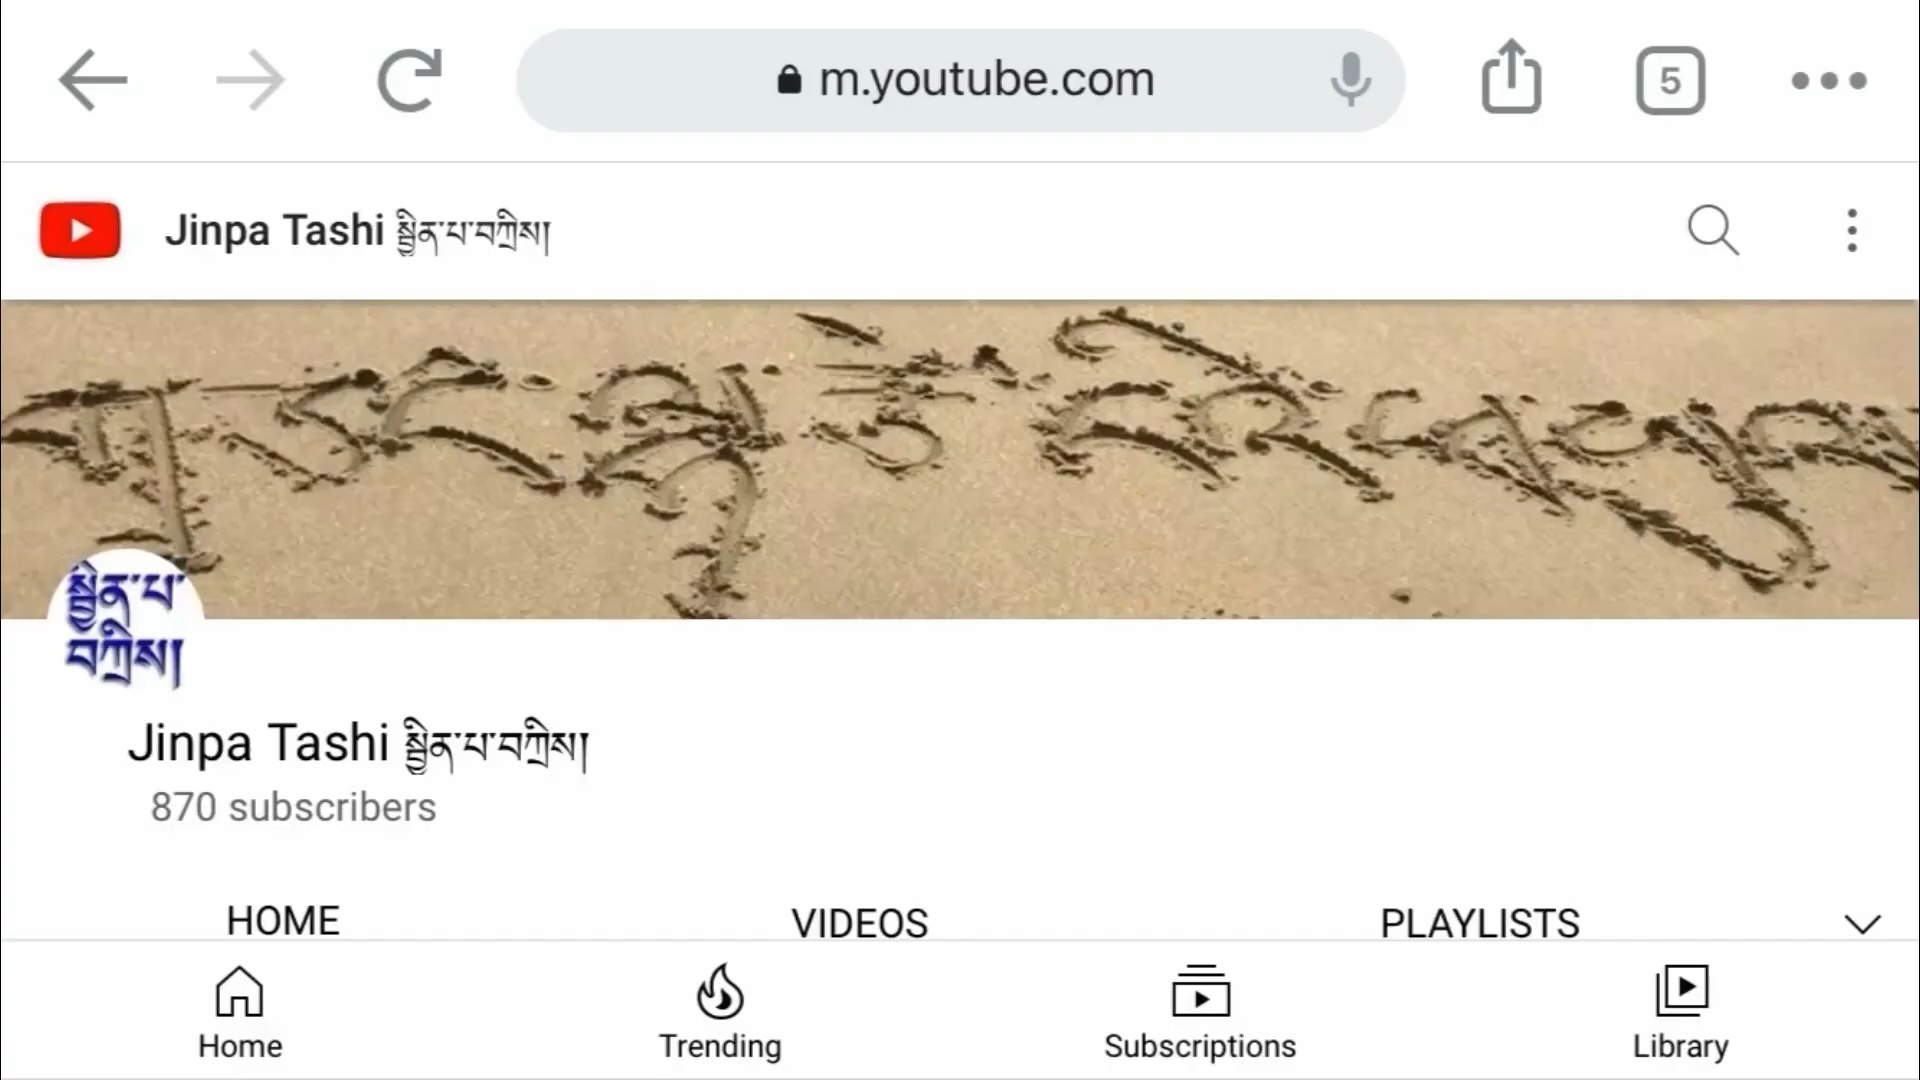 m.youtube.com
5
Jinpa Tashi སྦྱིན་པ་བཀྲིས།
སྦྱིན་པ་
བཀྲིས།
Jinpa Tashi སྦྱིན་པ་བཀྲིས།
870 subscribers
HOME VIDEOS PLAYLISTS
Home Trending Subscriptions Library